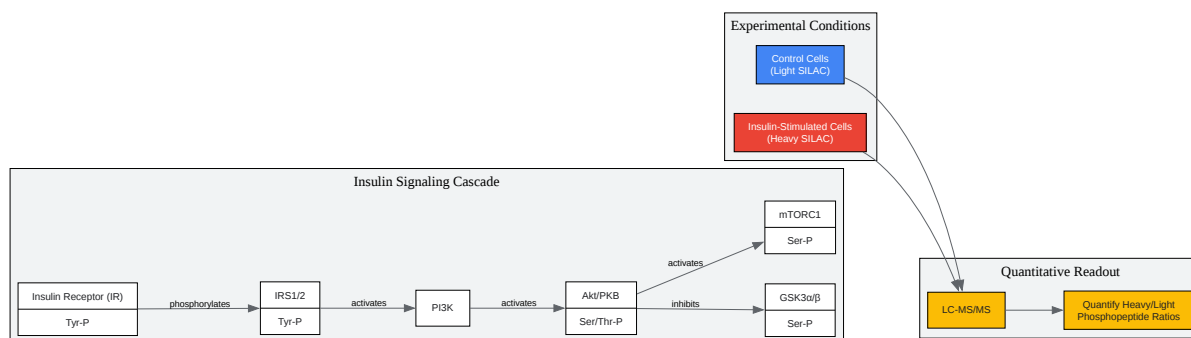 Experimental Conditions
Control Cells
(Light SILAC)
Insulin-Stimulated Cells
(Heavy SILAC)
Insulin Signaling Cascade
Insulin Receptor (IR)
Tyr-P
phosphorylates
IRS1/2
Tyr-P
activates
PI3K
activates
Akt/PKB
Ser/Thr-P
activates
mTORC1
Ser-P
inhibits
GSK3α/β
Ser-P
Quantitative Readout
LC-MS/MS
Quantify Heavy/Light
Phosphopeptide Ratios